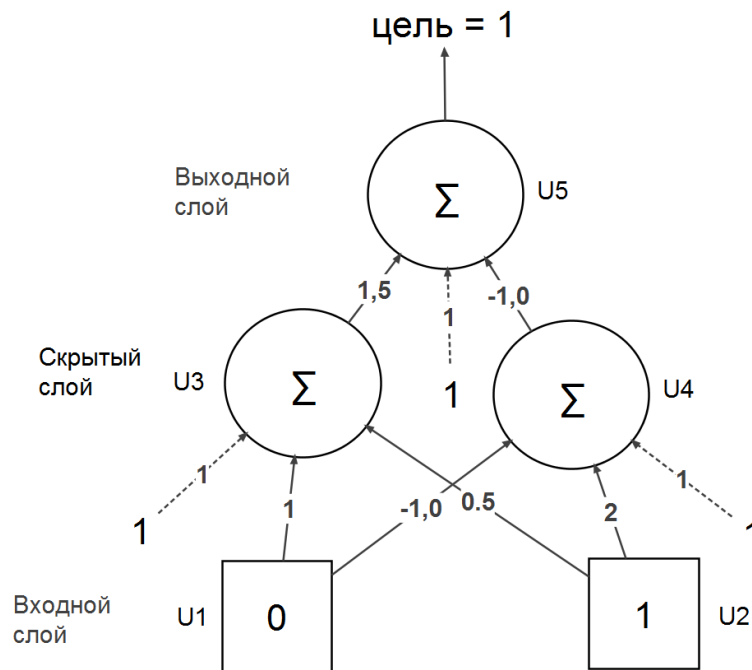 цель = 1
Выходной
слой
Σ
U5
1,5
1
-1,0
Скрытый
слой
U3
Σ
1
Σ
U4
1
1
1
-1,0
0.5
2
1
1
Входной
слой
U1
0
1
U2